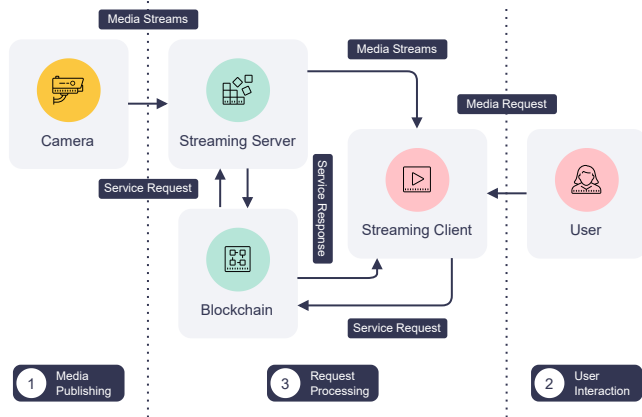 Media Streams
Media Streams
Media Request
Camera
Streaming Server
Service Request
Service
Response
Streaming Client
User
Blockchain
Service Request
1
Media
Publishing
3
Request
Processing
2
User
Interaction